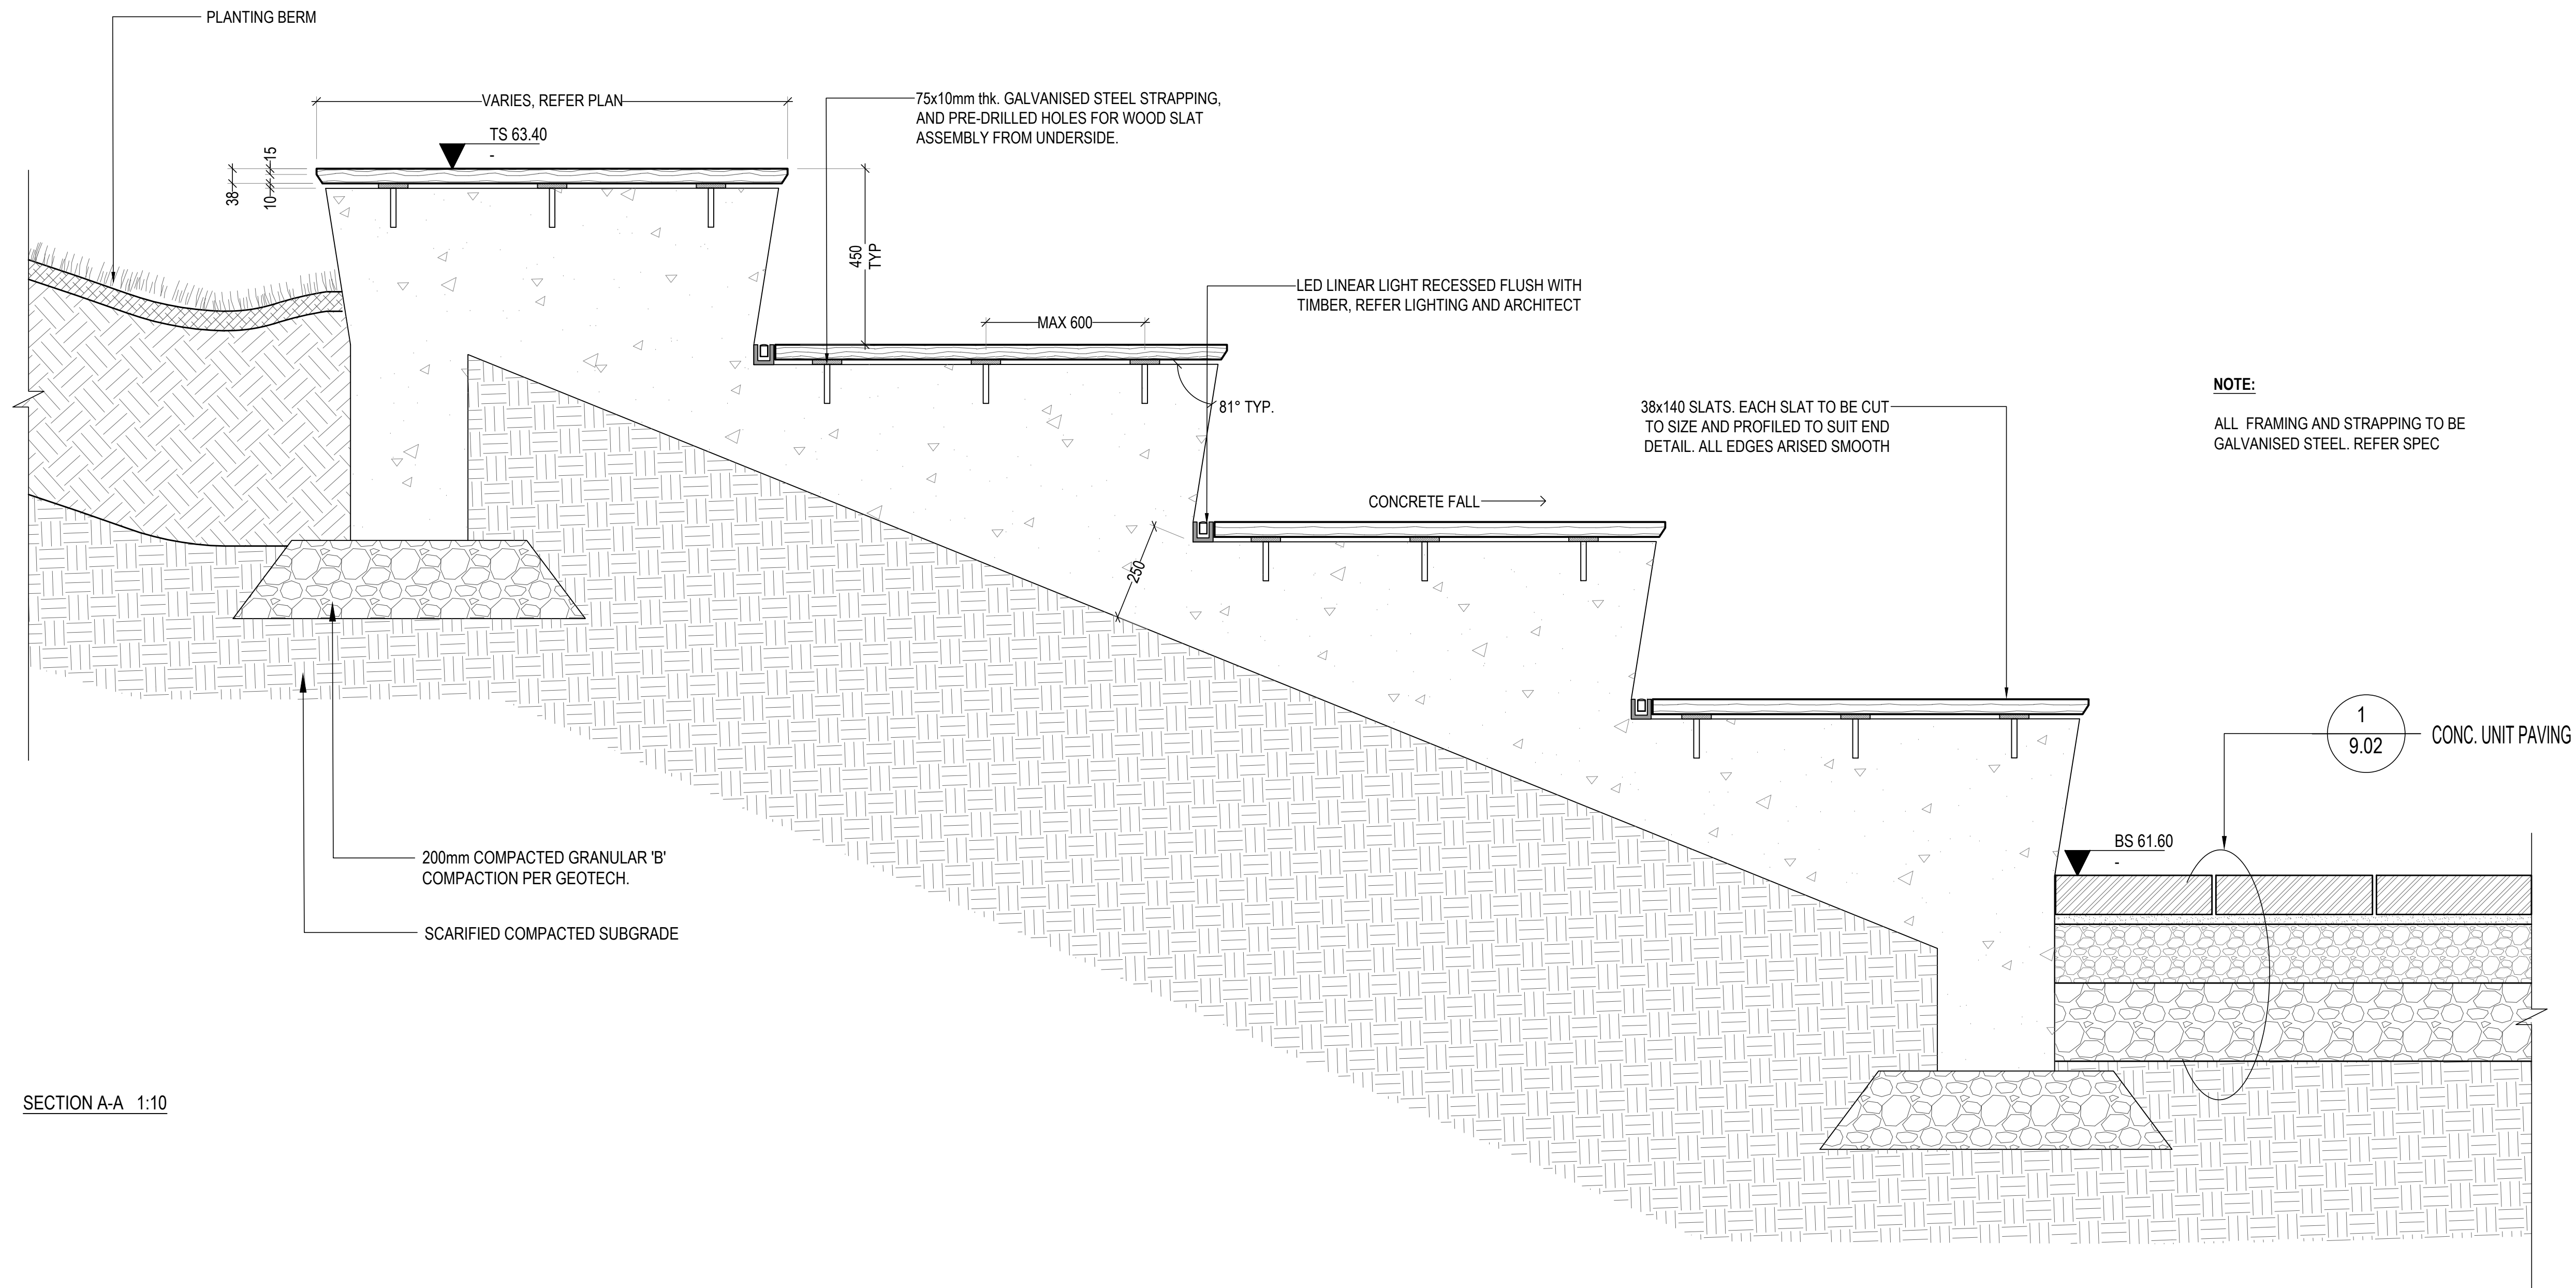 PLANTING BERM
VARIES, REFER PLAN
TS 63.40
-
75x10mm thk. GALVANISED STEEL STRAPPING,
AND PRE-DRILLED HOLES FOR WOOD SLAT
ASSEMBLY FROM UNDERSIDE.
15
38
10
450
TYP
LED LINEAR LIGHT RECESSED FLUSH WITH
TIMBER, REFER LIGHTING AND ARCHITECT
MAX 600
81° TYP.
38x140 SLATS. EACH SLAT TO BE CUT
TO SIZE AND PROFILED TO SUIT END
DETAIL. ALL EDGES ARISED SMOOTH
NOTE:
ALL FRAMING AND STRAPPING TO BE
GALVANISED STEEL. REFER SPEC
CONCRETE FALL
250
1
9.02
CONC. UNIT PAVING
BS 61.60
-
200mm COMPACTED GRANULAR 'B'
COMPACTION PER GEOTECH.
SCARIFIED COMPACTED SUBGRADE
SECTION A-A 1:10